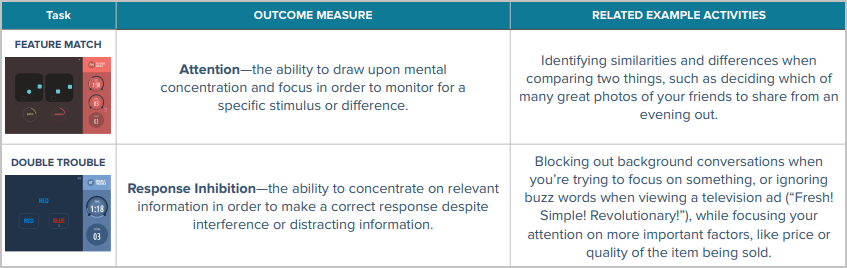 Task
OUTCOME MEASURE
RELATED EXAMPLE ACTIVITIES
FEATURE MATCH
Attention—the ability to draw upon mental
concentration and focus in order to monitor for a
specific stimulus or difference.
Identifying similarities and differences when
comparing two things, such as deciding which of
many great photos of your friends to share from an
evening out.
DOUBLE TROUBLE
RED
RED
BLUE
1:18
03
Response Inhibition—the ability to concentrate on relevant
information in order to make a correct response despite
interference or distracting information.
Blocking out background conversations when
you're trying to focus on something, or ignoring
buzz words when viewing a television ad (“Fresh!
Simple! Revolutionary!”), while focusing your
attention on more important factors, like price or
quality of the item being sold.